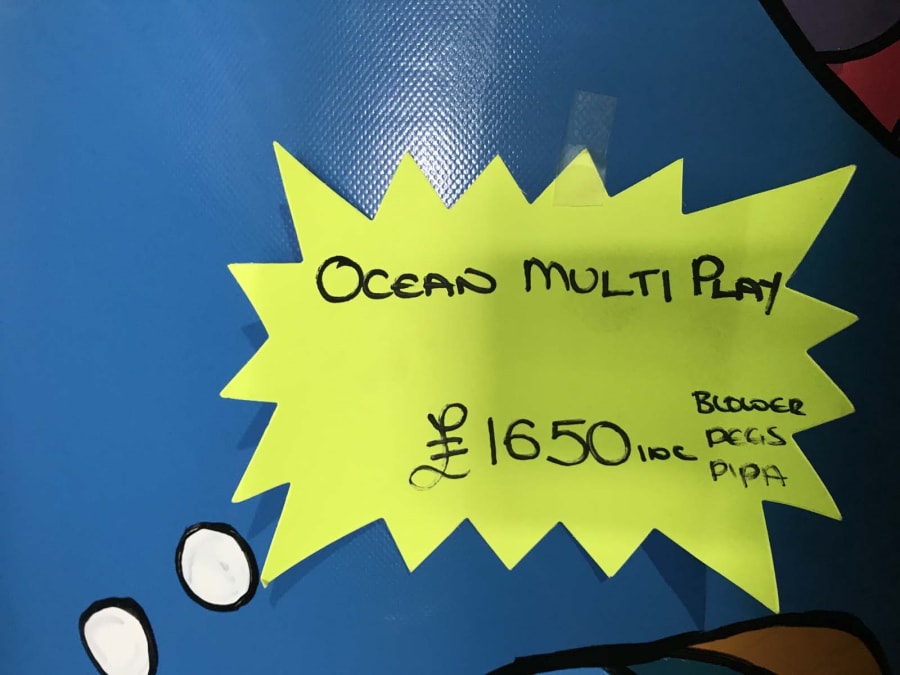 OCEAN MULTI PLAY
£1650 inc BLOWER
PEGS
PIPA